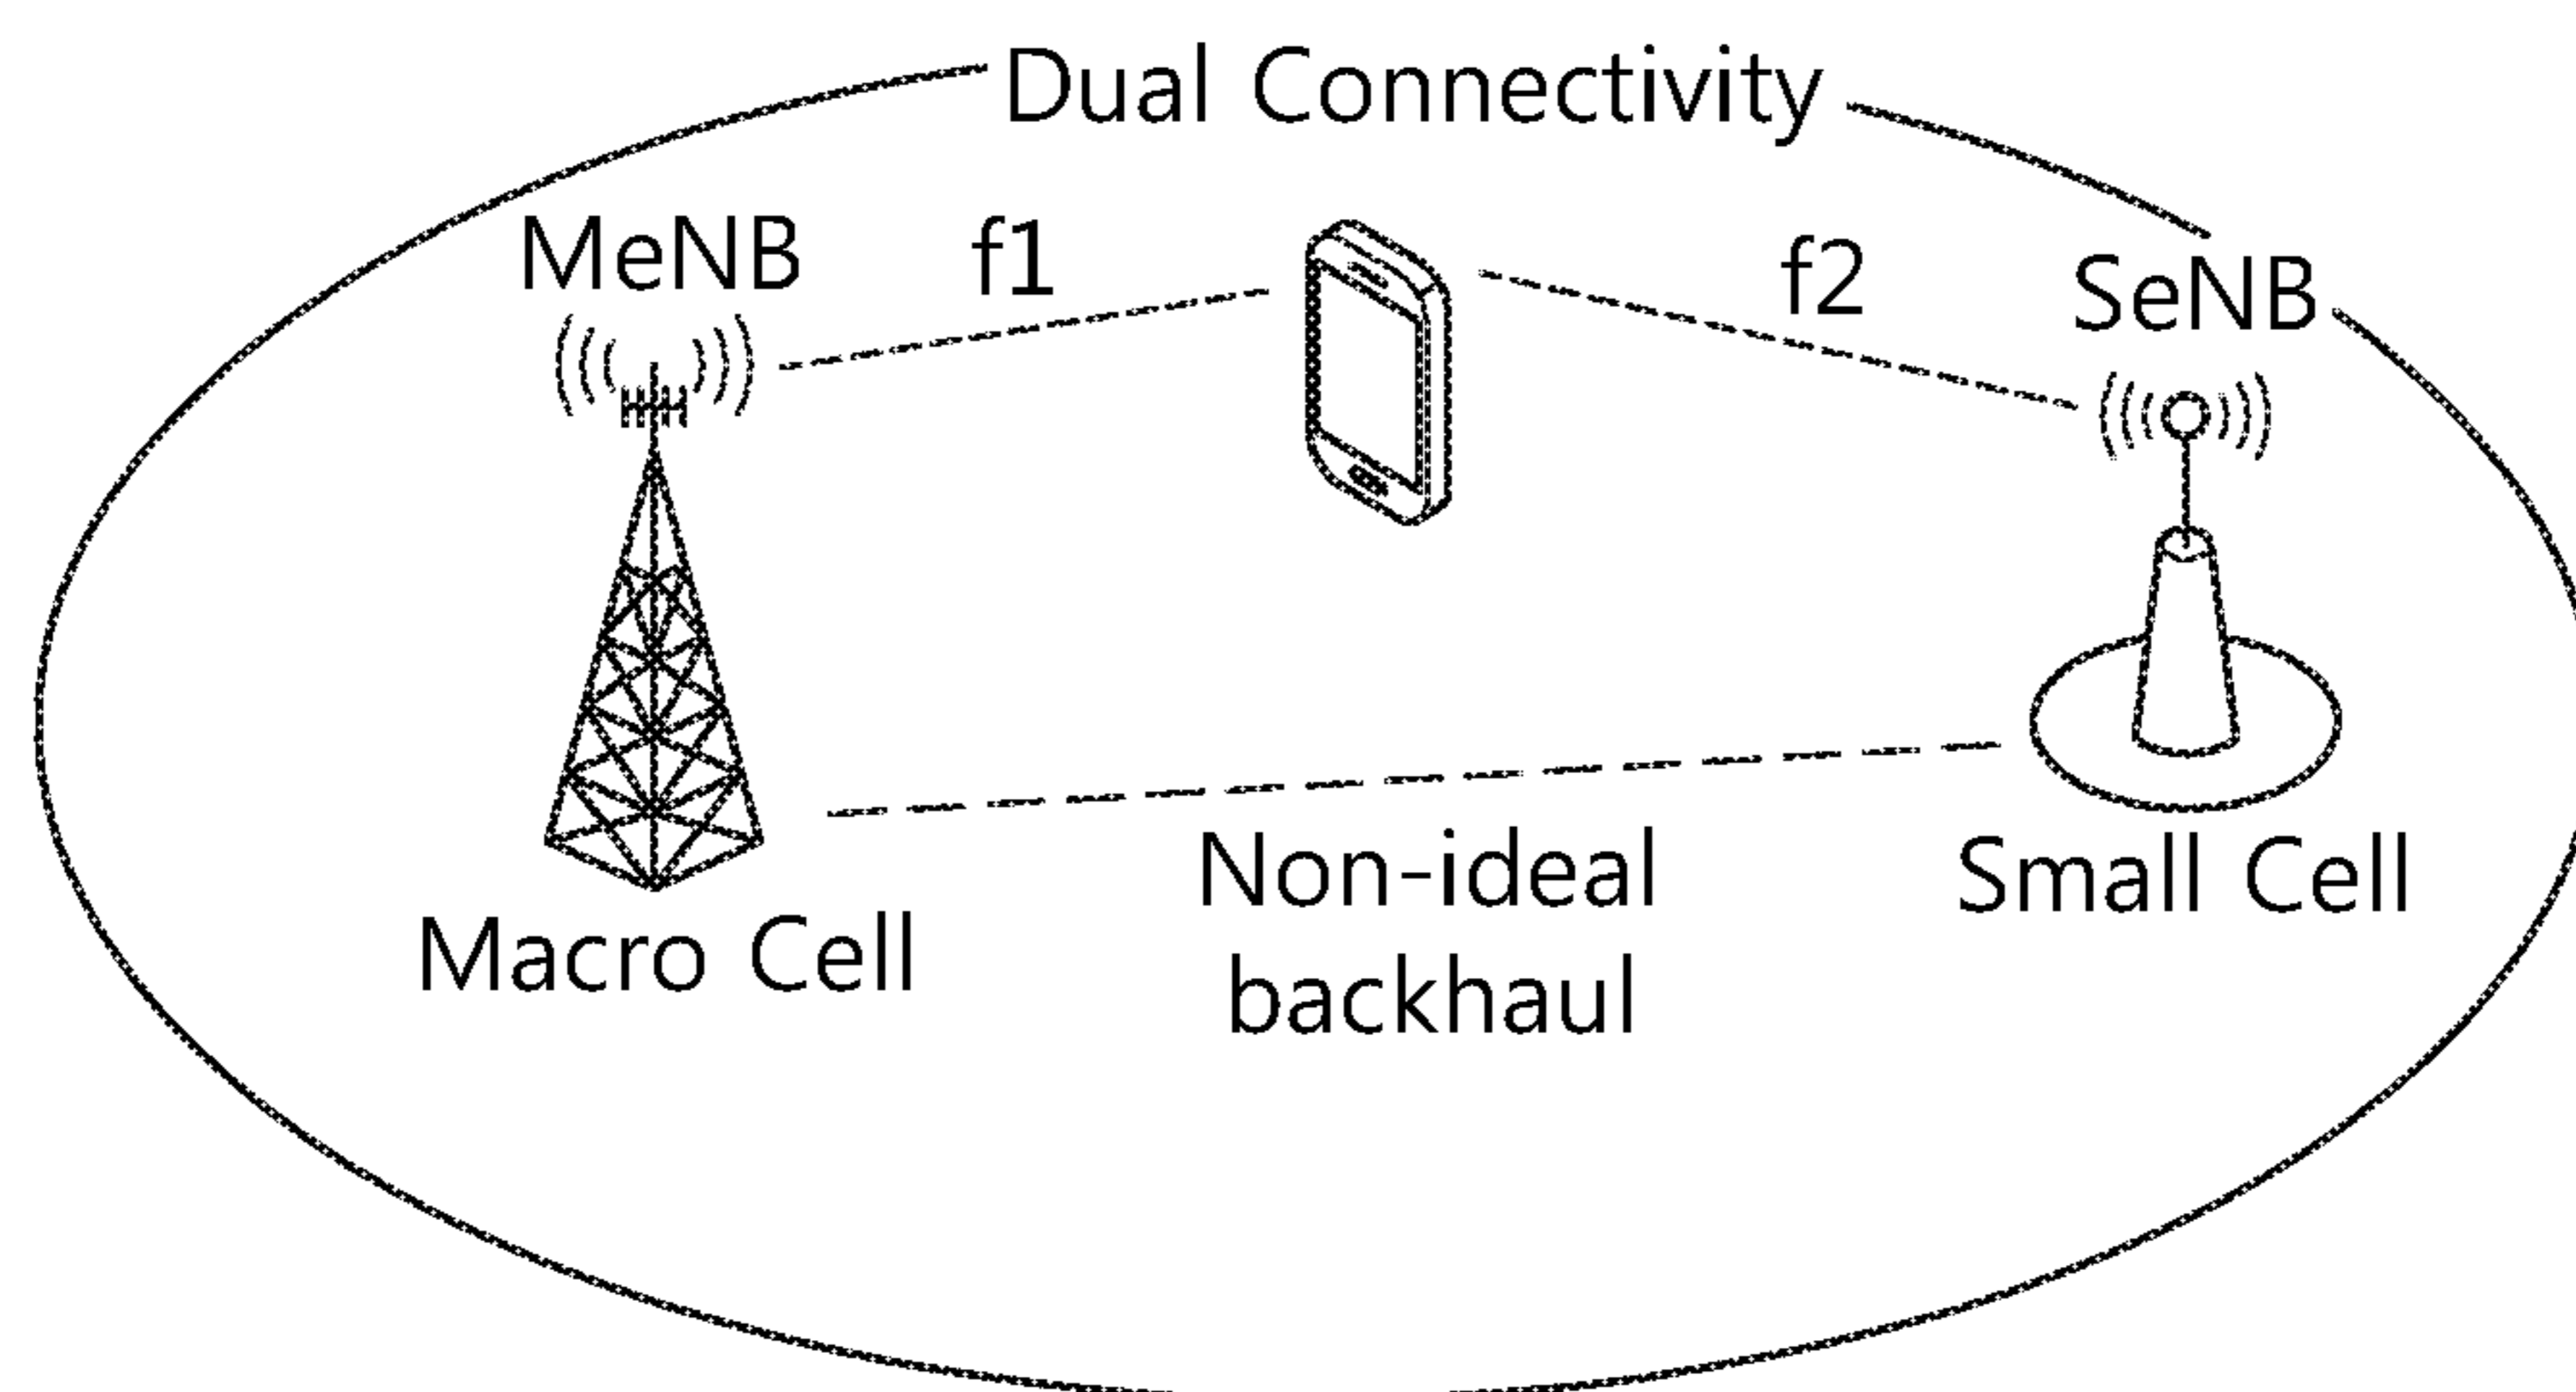 Dual Connectivity
MeNB
f1
f2
SeNB
Non-ideal
backhaul
Small Cell
Macro Cell